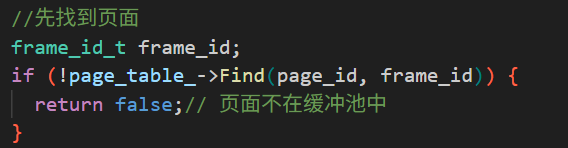 //先找到页面
frame_id_t frame_id;
if (!page_table_->Find(page_id, frame_id)) {
  return false;// 页面不在缓冲池中
}